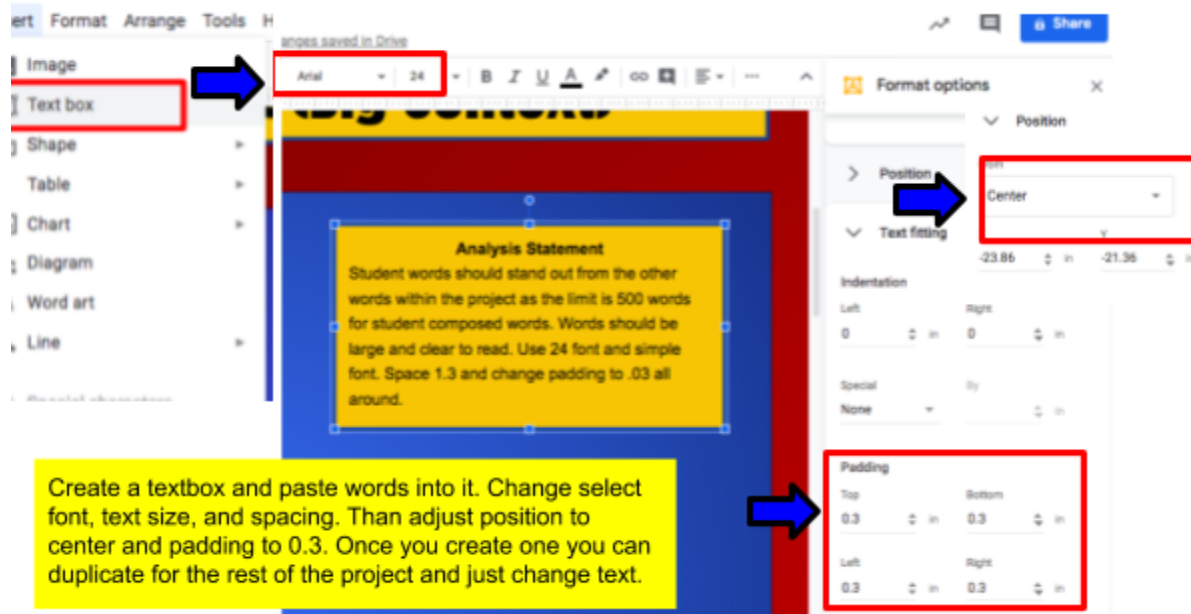 ert Format Arrange Tools H
Image
Text box
Shape
Table
Chart
Diagram
Word art
Line
anges saved in Drive
Share
Arial 24 B I U A
(Big Context)
Analysis Statement
Student words should stand out from the other
words within the project as the limit is 500 words
for student composed words. Words should be
large and clear to read. Use 24 font and simple
font. Space 1.3 and change padding to .03 all
around.
Format options
Position
Position
Center
Y
-23.86 in -21.36 in
Text fitting
Indentation
Left Right
0 in 0 in
Special By
None in
Padding
Top Bottom
0.3 in 0.3 in
Left Right
0.3 in 0.3 in
Create a textbox and paste words into it. Change select
font, text size, and spacing. Than adjust position to
center and padding to 0.3. Once you create one you can
duplicate for the rest of the project and just change text.